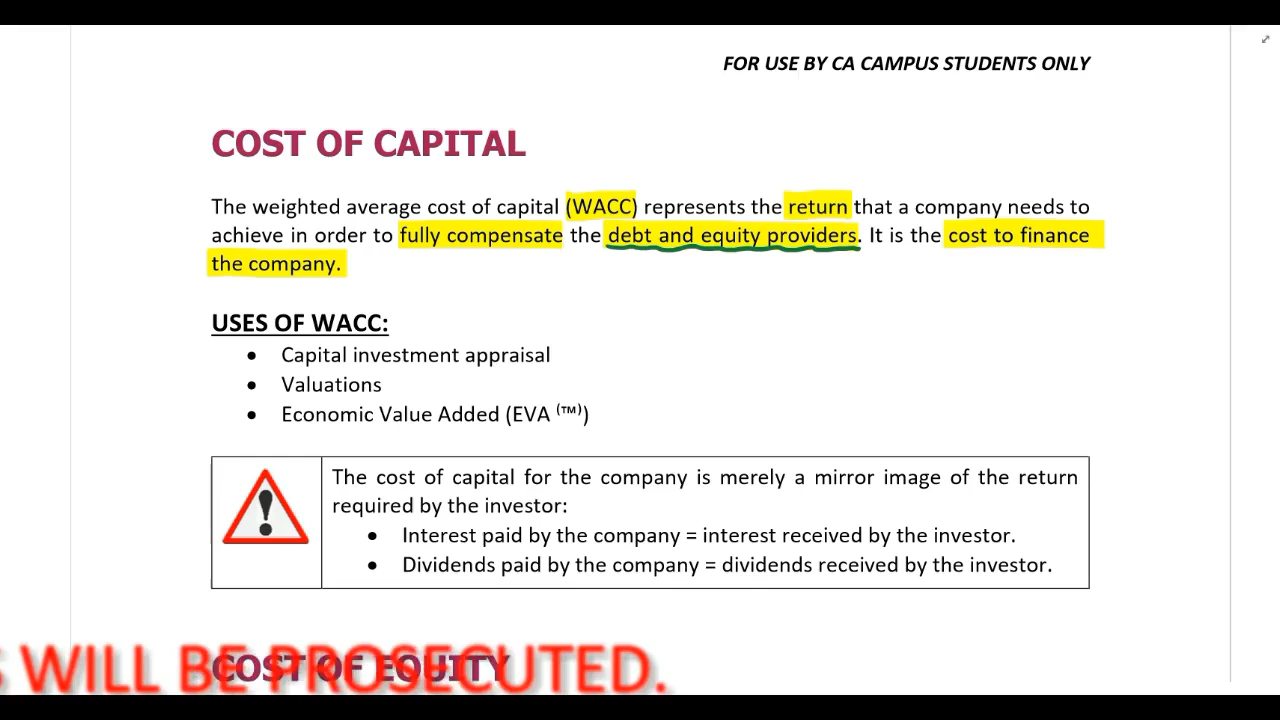 FOR USE BY CA CAMPUS STUDENTS ONLY
COST OF CAPITAL
The weighted average cost of capital (WACC) represents the return that a company needs to
achieve in order to fully compensate the debt and equity providers. It is the cost to finance
the company.
USES OF WACC:
• Capital investment appraisal
• Valuations
• Economic Value Added (EVA (™))
The cost of capital for the company is merely a mirror image of the return
required by the investor:
• Interest paid by the company = interest received by the investor.
• Dividends paid by the company = dividends received by the investor.
COST OF EQUITY
S WILL BE PROSECUTED.